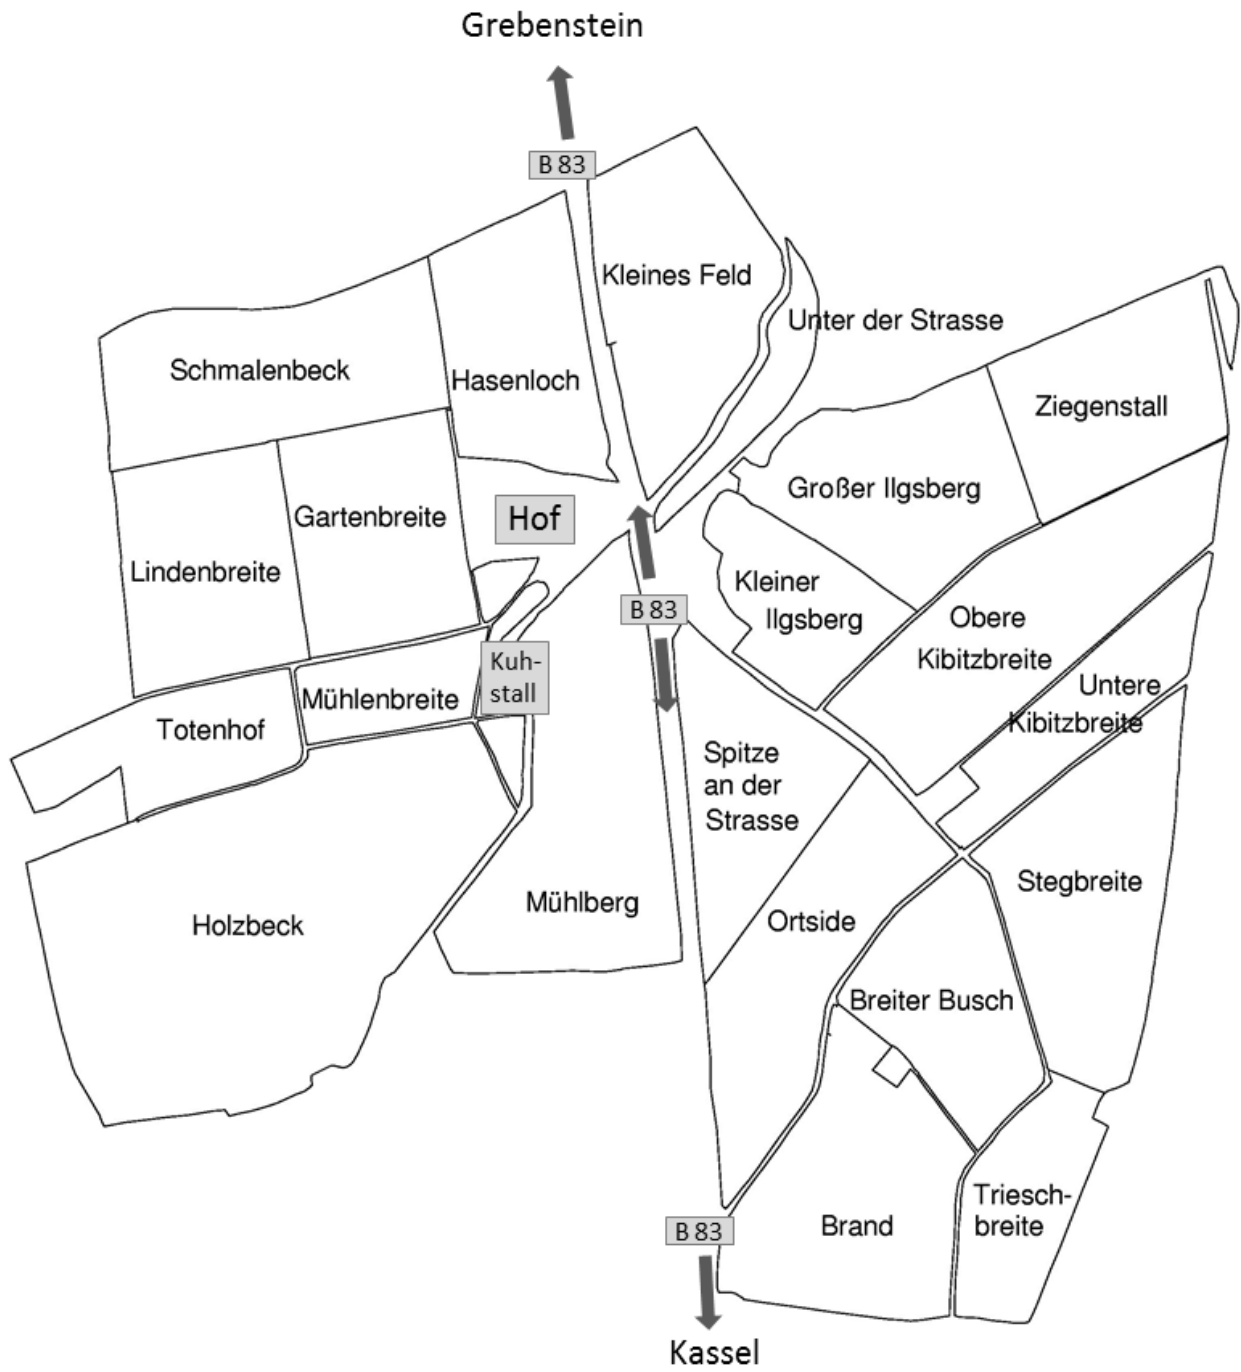 Grebenstein
B 83
Kleines Feld
Unter der Strasse
Schmalenbeck
Hasenloch
Ziegenstall
Großer Ilgsberg
Gartenbreite
Hof
Lindenbreite
Kleiner
Ilgsberg
B 83
Obere
Kibitzbreite
Kuh-
stall
Untere
Kibitzbreite
Mühlenbreite
Totenhof
Spitze
an der
Strasse
Stegbreite
Mühlberg
Ortside
Holzbeck
Breiter Busch
Triesch-
breite
Brand
B 83
Kassel